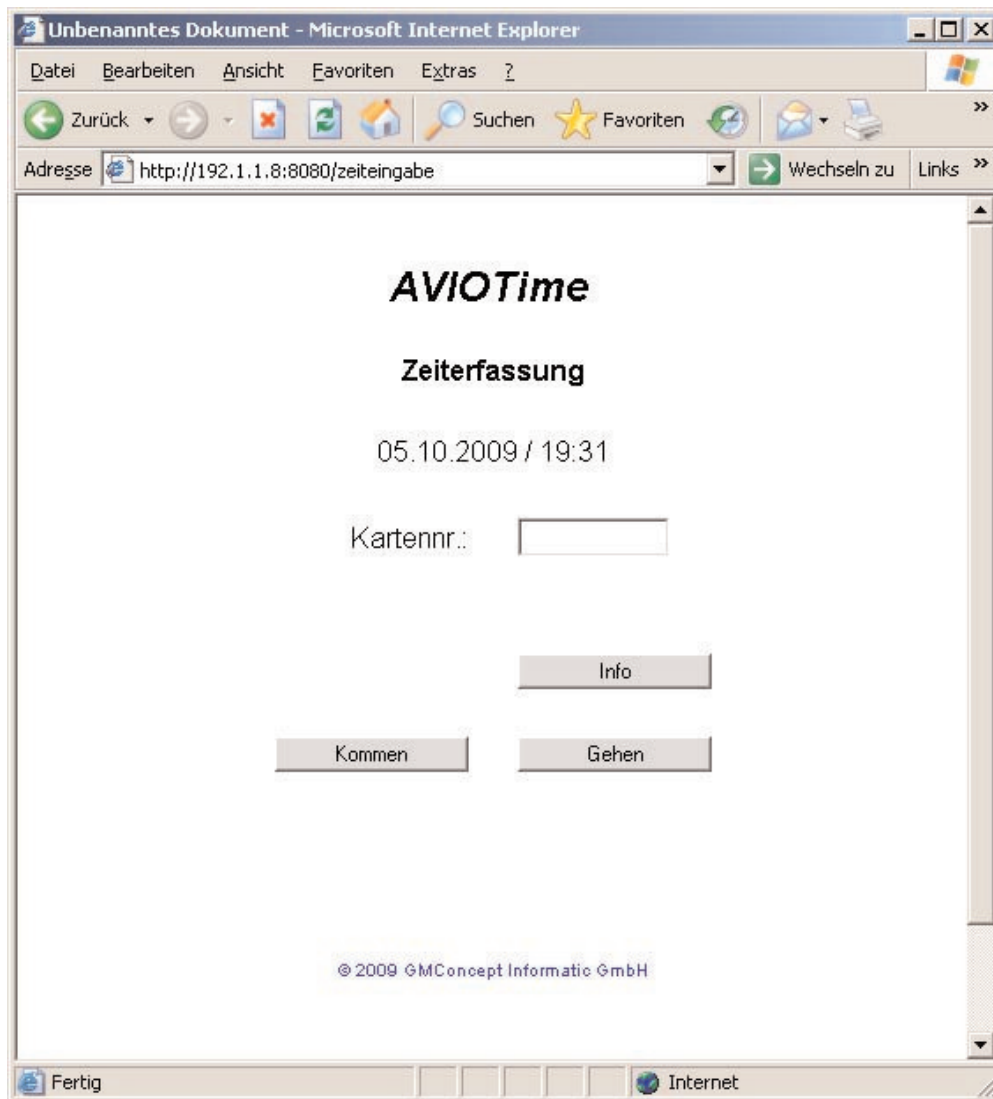 Unbenanntes Dokument - Microsoft Internet Explorer
Datei Bearbeiten Ansicht Favoriten Extras ?
Zurück Suchen Favoriten »
Adresse http://192.1.1.8:8080/zeiteingabe Wechseln zu Links »
AVIOTime
Zeiterfassung
05.10.2009 / 19:31
Kartennr.:
Info
Kommen Gehen
© 2009 GMConcept Informatic GmbH
Fertig Internet